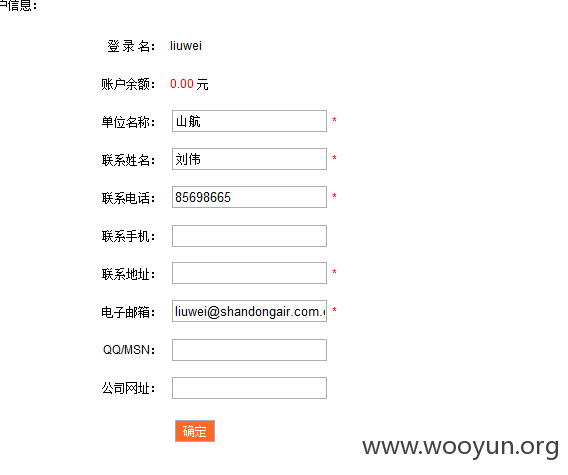 户信息：
登 录 名： liuwei
账户余额： 0.00 元
单位名称： 山航 *
联系姓名： 刘伟 *
联系电话： 85698665 *
联系手机：
联系地址： *
电子邮箱： liuwei@shandongair.com.c *
QQ/MSN：
公司网址：
确定
www.wooyun.org